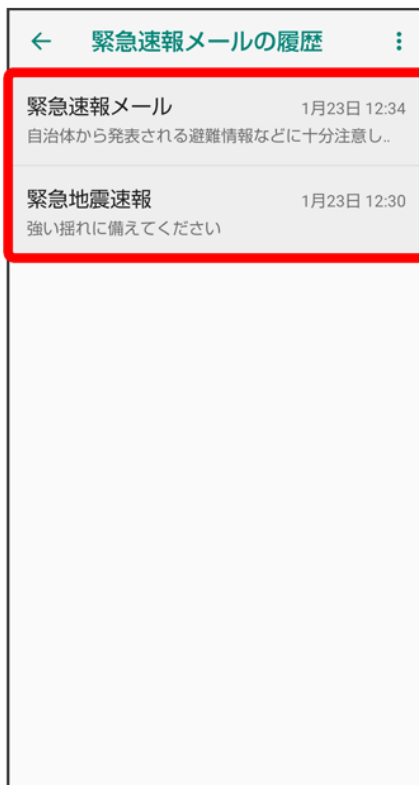 緊急速報メールの履歴
緊急速報メール 1月23日 12:34
自治体から発表される避難情報などに十分注意し..
緊急地震速報 1月23日 12:30
強い揺れに備えてください